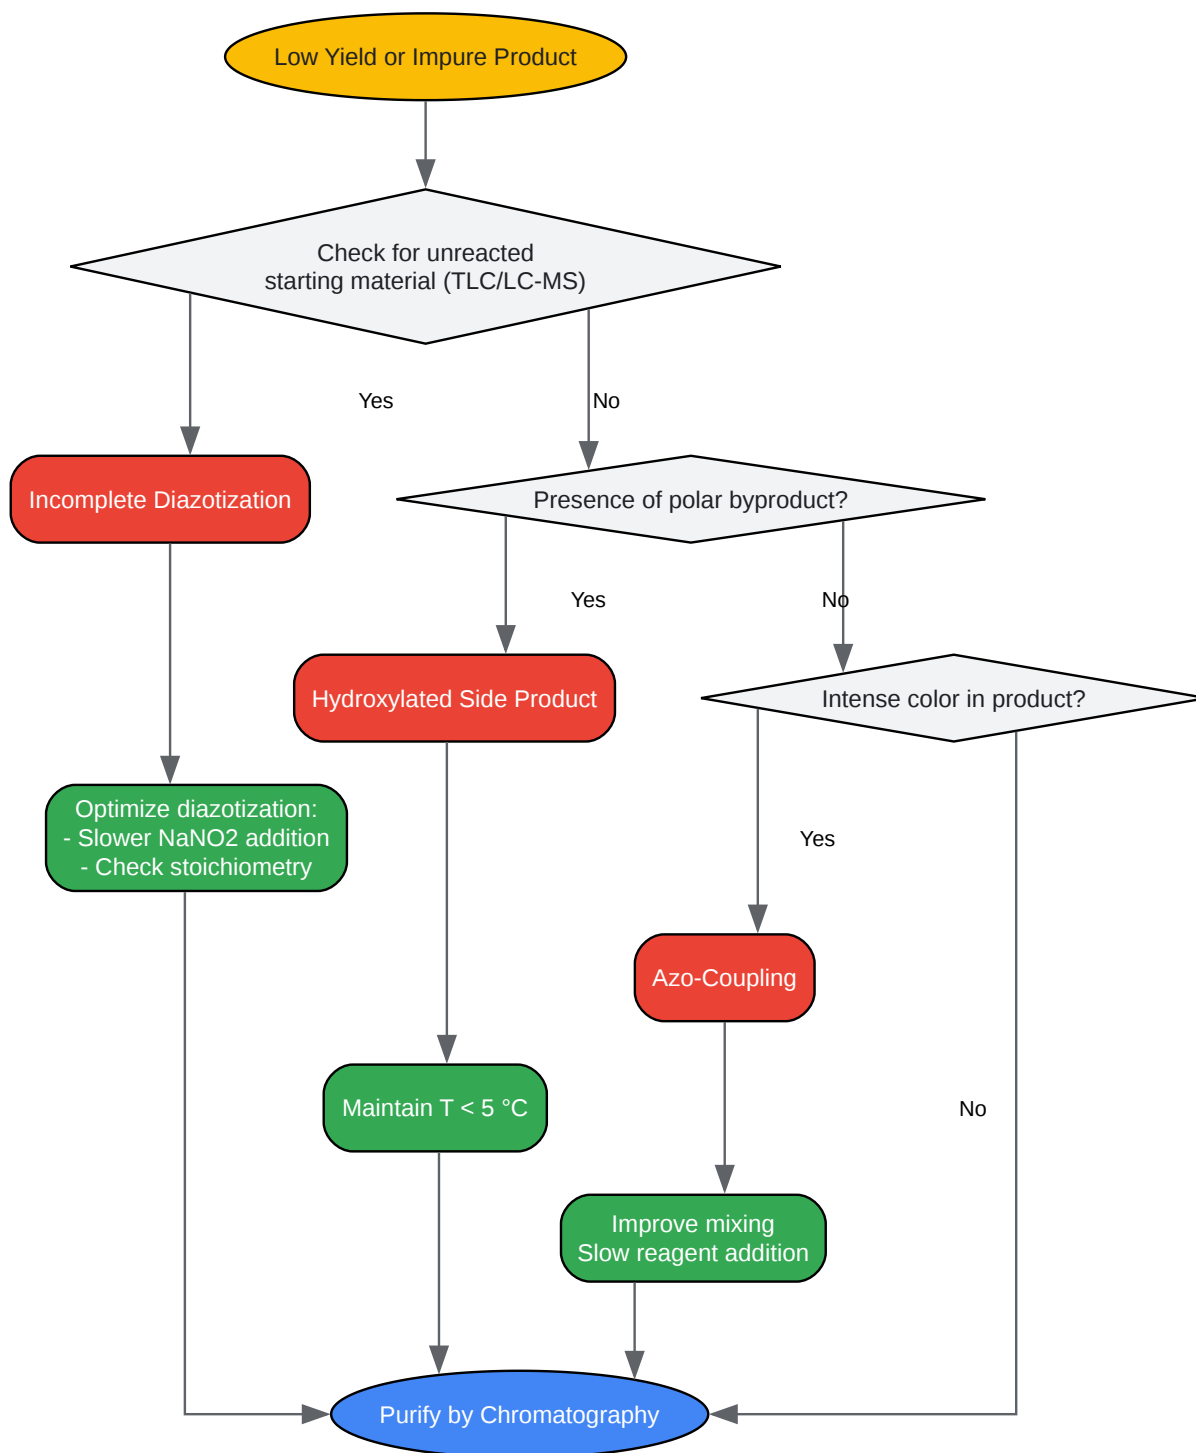 Low Yield or Impure Product
Check for unreacted
starting material (TLC/LC-MS)
Yes
No
Incomplete Diazotization
Presence of polar byproduct?
Yes
No
Hydroxylated Side Product
Intense color in product?
Optimize diazotization:
- Slower NaNO2 addition
- Check stoichiometry
Yes
Azo-Coupling
Maintain T < 5 °C
No
Improve mixing
Slow reagent addition
Purify by Chromatography